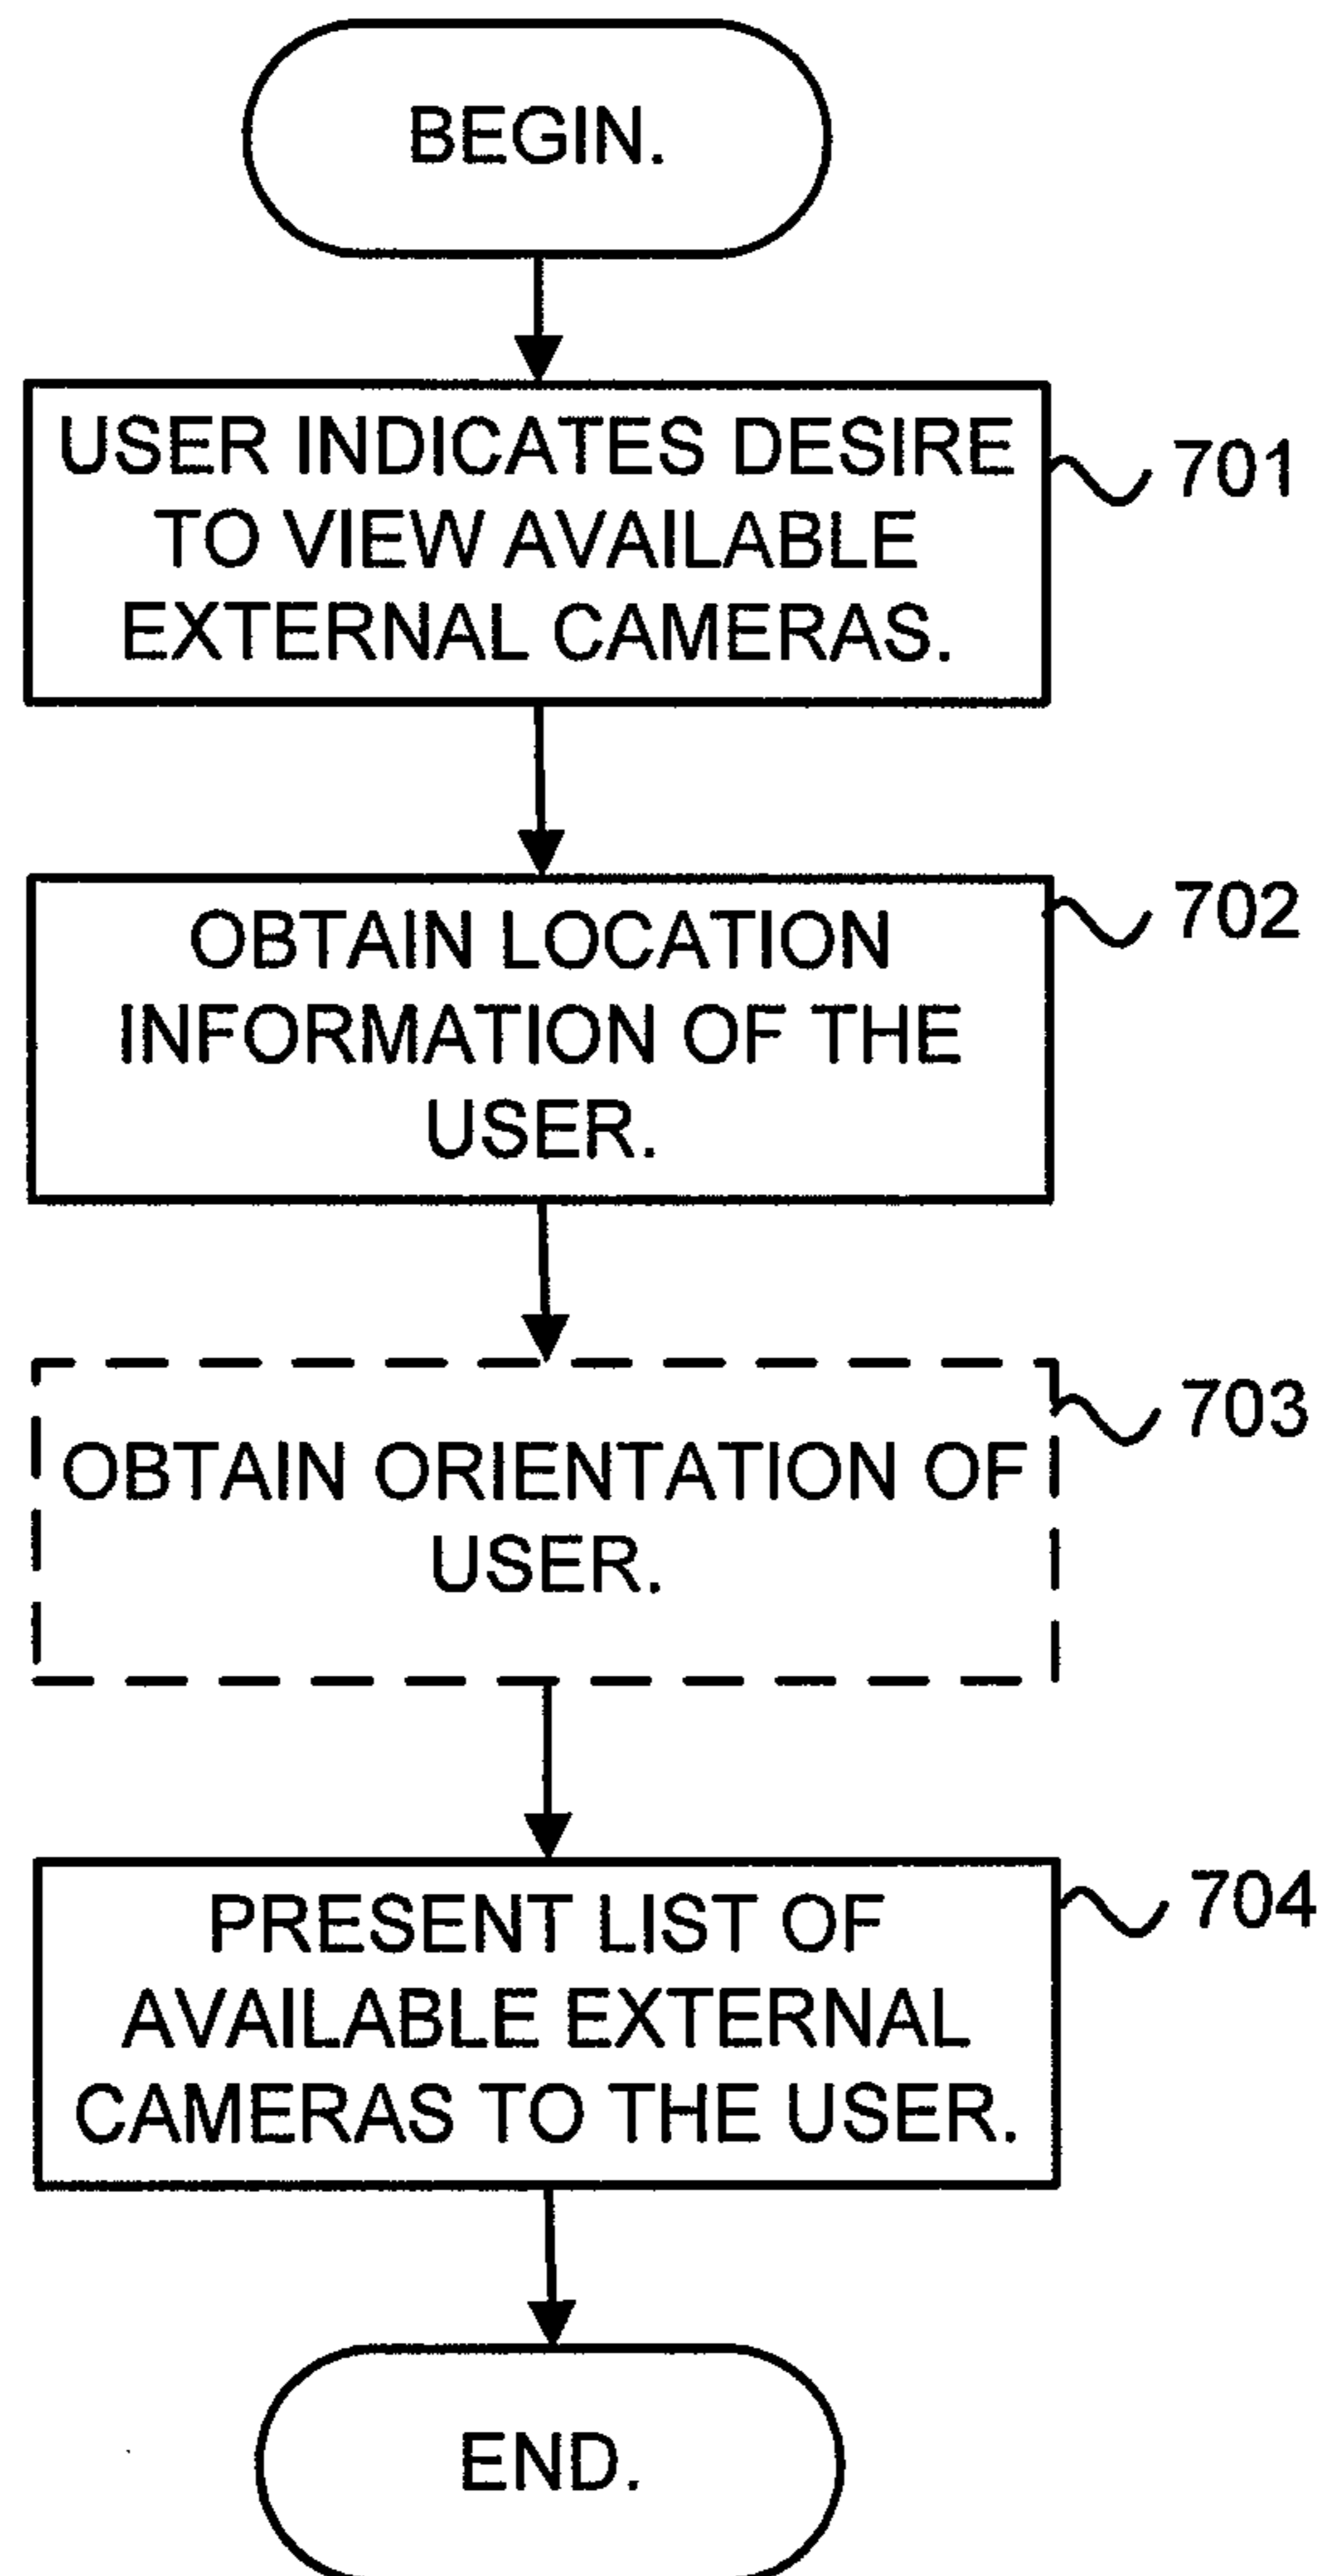 BEGIN.
USER INDICATES DESIRE
TO VIEW AVAILABLE
EXTERNAL CAMERAS.
701
OBTAIN LOCATION
INFORMATION OF THE
USER.
702
OBTAIN ORIENTATION OF
USER.
703
PRESENT LIST OF
AVAILABLE EXTERNAL
CAMERAS TO THE USER.
704
END.